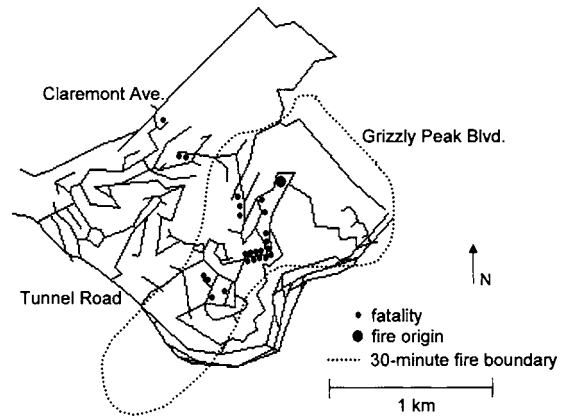 Claremont Ave.
Grizzly Peak Blvd.
Tunnel Road
N
fatality
fire origin
30-minute fire boundary
1 km